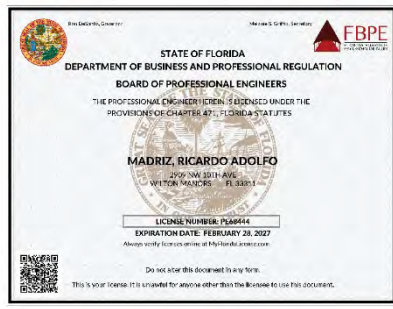 Ron DeSantis, Governor
Melanie S. Griffin, Secretary
FBPE
STATE OF FLORIDA
DEPARTMENT OF BUSINESS AND PROFESSIONAL REGULATION
BOARD OF PROFESSIONAL ENGINEERS
THE PROFESSIONAL ENGINEER HEREIN IS LICENSED UNDER THE
PROVISIONS OF CHAPTER 471, FLORIDA STATUTES
MADRIZ, RICARDO ADOLFO
2909 NW 10TH AVE
WILTON MANORS FL 33311
LICENSE NUMBER: PE68444
EXPIRATION DATE: FEBRUARY 28, 2027
Always verify licenses online at MyFloridaLicense.com
Do not alter this document in any form.
This is your license. It is unlawful for anyone other than the licensee to use this document.